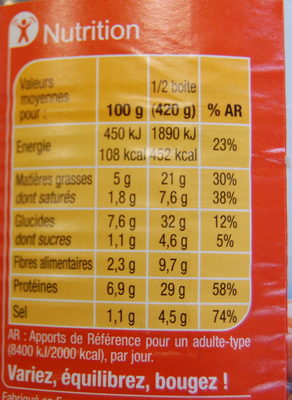 Nutrition
Valeurs moyennes pour : 100 g 1/2 boîte (420 g) % AR
Energie 450 kJ 1890 kJ 23%
108 kcal 452 kcal
Matières grasses 5 g 21 g 30%
dont saturés 1,8 g 7,6 g 38%
Glucides 7,6 g 32 g 12%
dont sucres 1,1 g 4,6 g 5%
Fibres alimentaires 2,3 g 9,7 g
Protéines 6,9 g 29 g 58%
Sel 1,1 g 4,5 g 74%
AR : Apports de Référence pour un adulte-type
(8400 kJ/2000 kcal), par jour.
Variez, équilibrez, bougez !
Fabriqué en